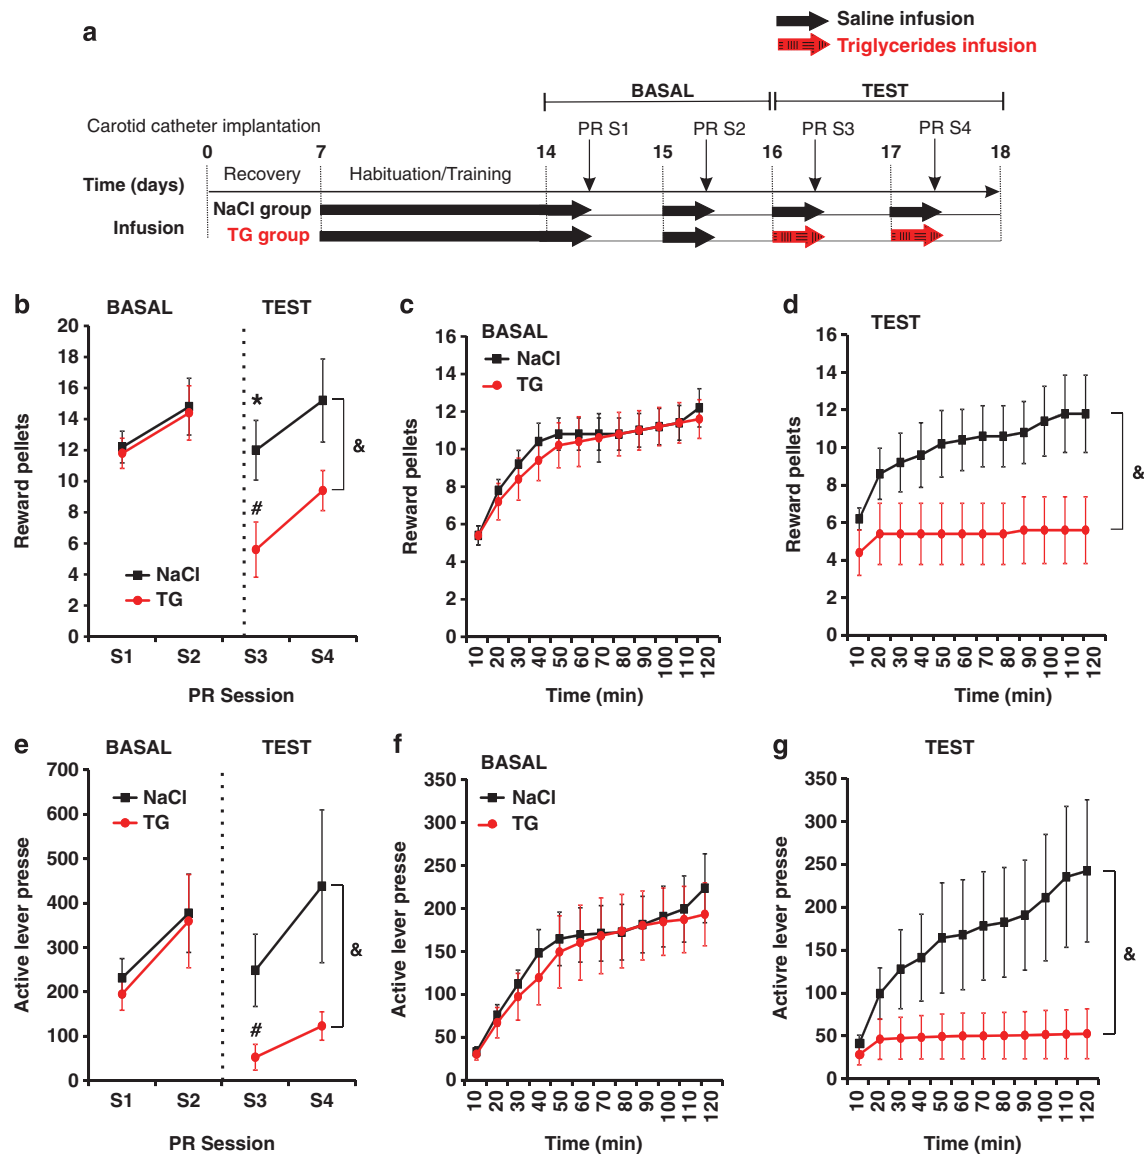 a
Saline infusion
Triglycerides infusion
BASAL TEST
Carotid catheter implantation PR S1 PR S2 PR S3 PR S4
0 7 14 15 16 17 18
Time (days) Recovery Habituation/Training
Infusion
NaCl group
TG group
b
BASAL TEST
Reward pellets
20
18
16
14
12
10
8
6
4
2
0
*
#
&
NaCl
TG
S1 S2 S3 S4
PR Session
c
BASAL
NaCl
TG
Reward pellets
16
14
12
10
8
6
4
2
0
10 20 30 40 50 60 70 80 90 100 110 120
Time (min)
d
TEST
Reward pellets
16
14
12
10
8
6
4
2
0
&
10 20 30 40 50 60 70 80 90 100 110 120
Time (min)
e
BASAL TEST
Active lever presse
700
600
500
400
300
200
100
0
NaCl
TG
#
&
S1 S2 S3 S4
PR Session
f
BASAL
NaCl
TG
Active lever presse
350
300
250
200
150
100
50
0
10 20 30 40 50 60 70 80 90 100 110 120
Time (min)
g
TEST
Activre lever presse
350
300
250
200
150
100
50
0
&
10 20 30 40 50 60 70 80 90 100 110 120
Time (min)